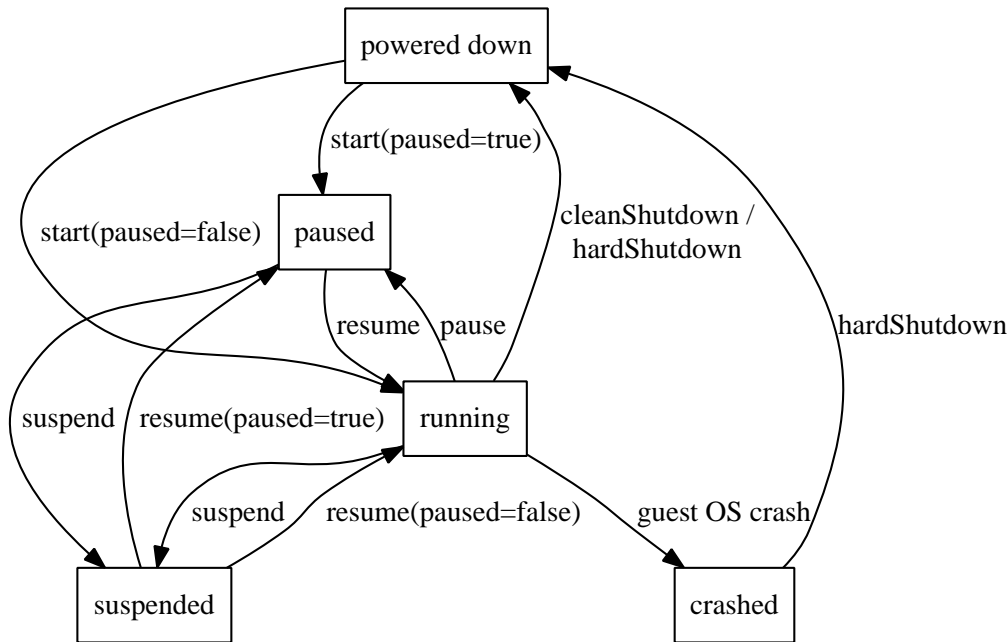 powered down
start(paused=true)
cleanShutdown /
hardShutdown
start(paused=false)
paused
resume
pause
hardShutdown
suspend
resume(paused=true)
running
suspend
resume(paused=false)
guest OS crash
suspended
crashed